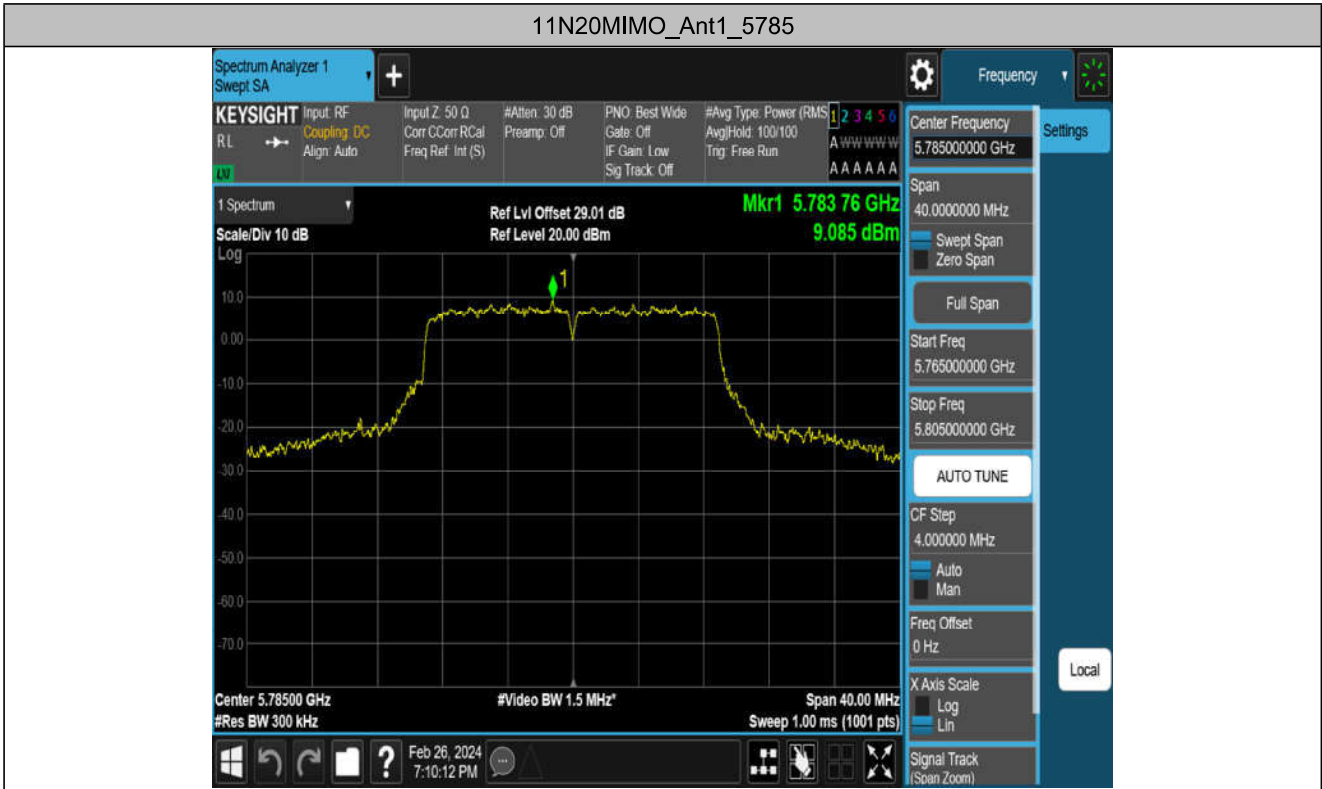 11N20MIMO_Ant1_5785
Spectrum Analyzer 1
Swept SA
+
Frequency
KEYSIGHT
RL
Input: RF
Coupling: DC
Align: Auto
Input Z: 50 Ω
Corr CCorr RCal
Freq Ref: Int (S)
#Atten: 30 dB
Preamp: Off
PNO: Best Wide
Gate: Off
IF Gain: Low
Sig Track: Off
#Avg Type: Power (RMS
Avg|Hold: 100/100
Trig: Free Run
1 2 3 4 5 6
A W W W W W
A A A A A A
1 Spectrum
Scale/Div 10 dB
Log
Ref Lvl Offset 29.01 dB
Ref Level 20.00 dBm
Mkr1 5.783 76 GHz
9.085 dBm
1
10.0
0.00
-10.0
-20.0
-30.0
-40.0
-50.0
-60.0
-70.0
Center 5.78500 GHz
#Res BW 300 kHz
#Video BW 1.5 MHz*
Span 40.00 MHz
Sweep 1.00 ms (1001 pts)
Center Frequency
5.785000000 GHz
Settings
Span
40.0000000 MHz
Swept Span
Zero Span
Full Span
Start Freq
5.765000000 GHz
Stop Freq
5.805000000 GHz
AUTO TUNE
CF Step
4.000000 MHz
Auto
Man
Freq Offset
0 Hz
X Axis Scale
Log
Lin
Local
Signal Track
(Span Zoom)
?
Feb 26, 2024
7:10:12 PM